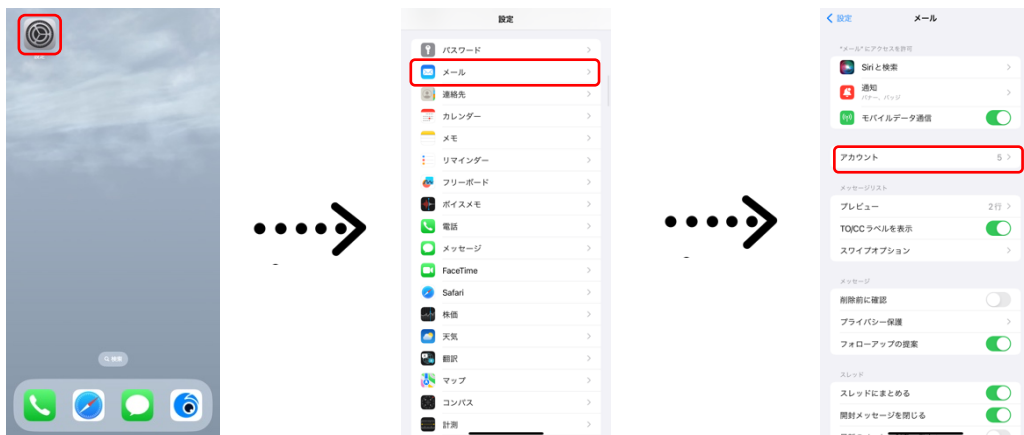 検索
設定
パスワード
メール
連絡先
カレンダー
メモ
リマインダー
フリーボード
ボイスメモ
電話
メッセージ
FaceTime
Safari
株価
天気
翻訳
マップ
コンパス
計測
設定 メール
"メール"にアクセスを許可
Siriと検索
通知
バナー、バッジ
モバイルデータ通信
アカウント 5
メッセージリスト
プレビュー 2行
TO/CCラベルを表示
スワイプオプション
メッセージ
削除前に確認
プライバシー保護
フォローアップの提案
スレッド
スレッドにまとめる
開封メッセージを閉じる